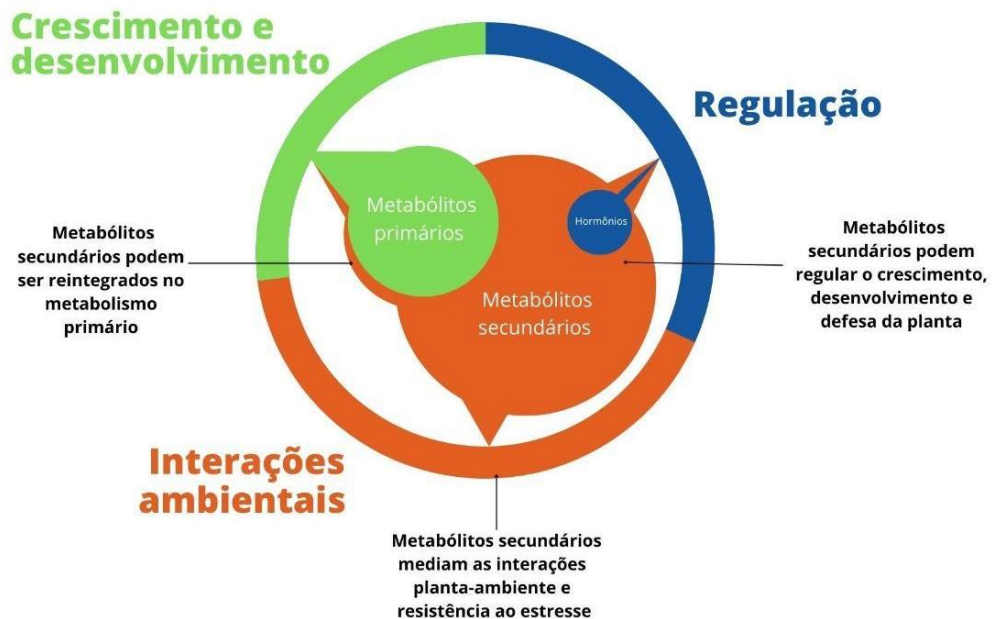 Crescimento e
desenvolvimento
Regulação
Metabólitos
primários
Hormônios
Metabólitos
secundários
Metabólitos
secundários podem
ser reintegrados no
metabolismo
primário
Metabólitos
secundários podem
regular o crescimento,
desenvolvimento e
defesa da planta
Interações
ambientais
Metabólitos secundários
mediam as interações
planta-ambiente e
resistência ao estresse